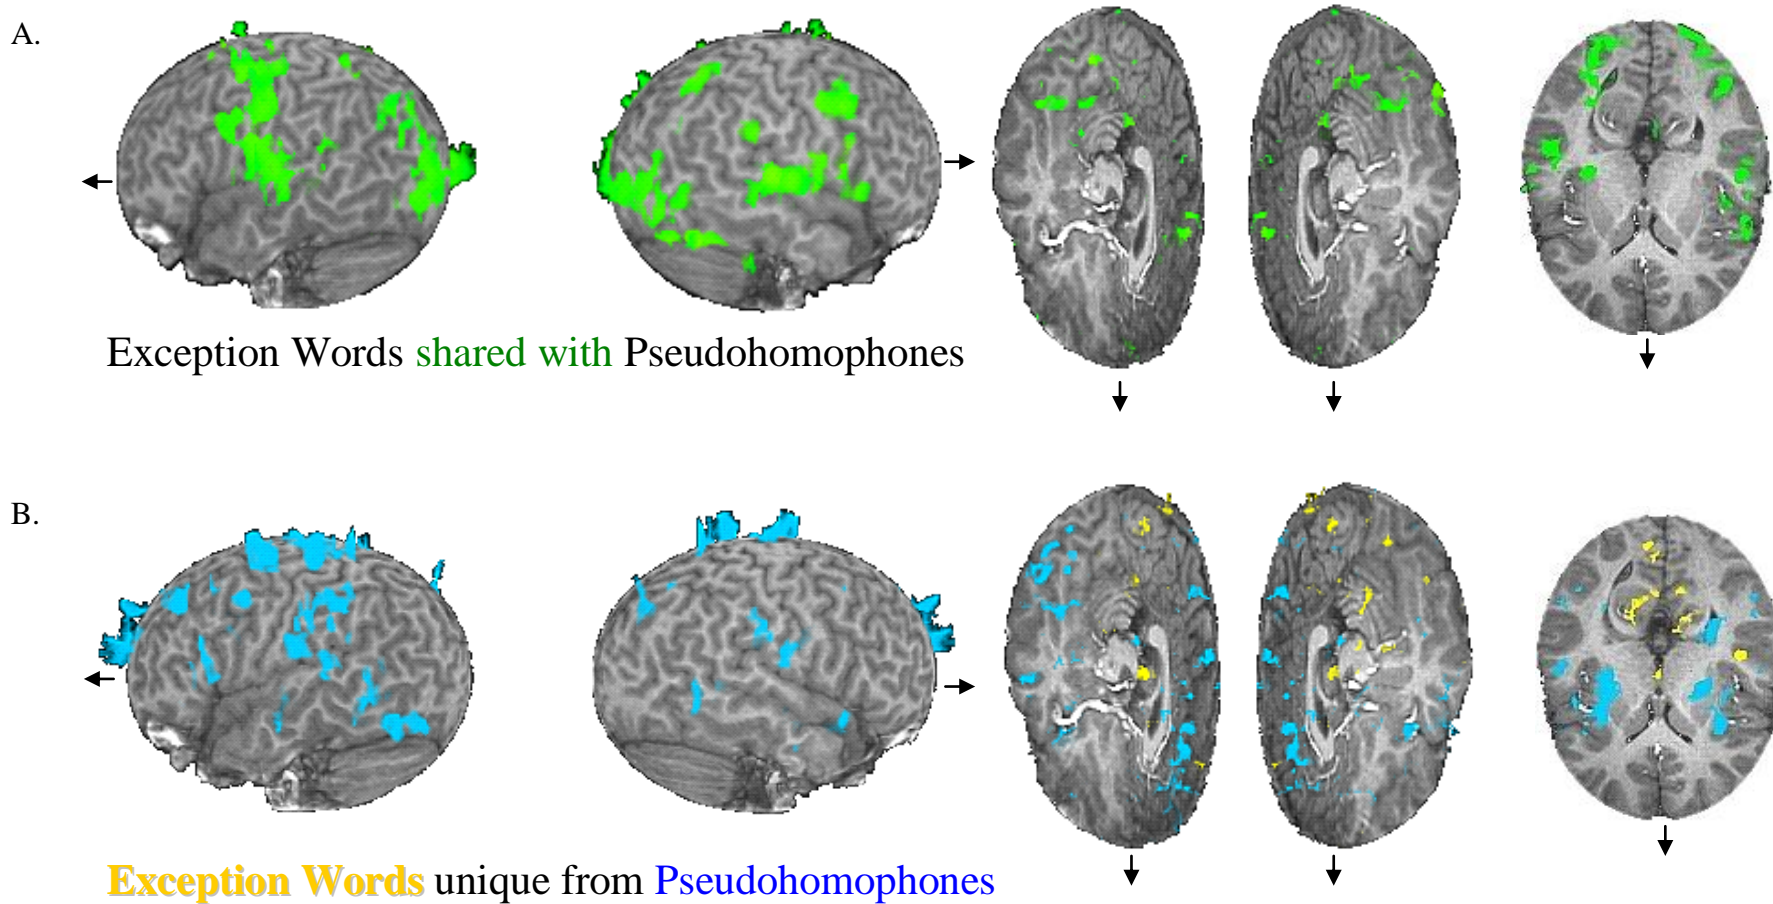 A.
Exception Words shared with Pseudohomophones
B.
Exception Words unique from Pseudohomophones